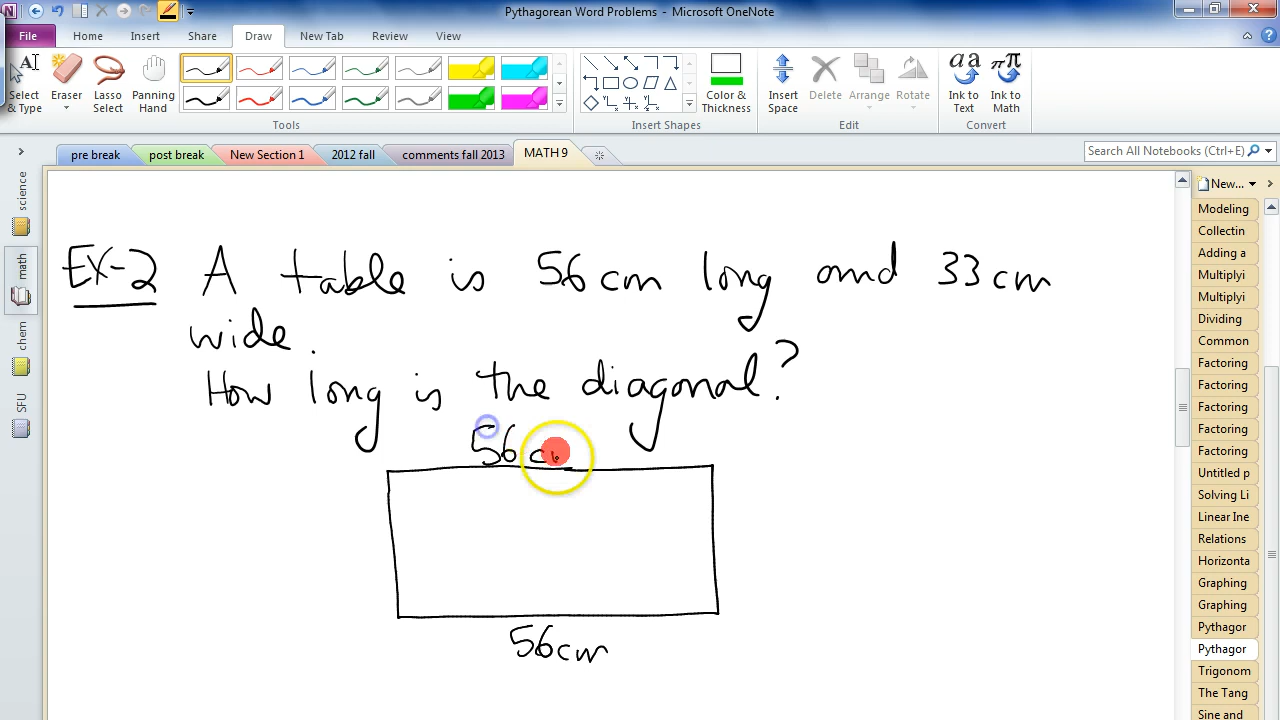 Pythagorean Word Problems - Microsoft OneNote
File Home Insert Share Draw New Tab Review View
Select & Type
Eraser
Lasso Select
Panning Hand
Color & Thickness
Insert Space
Delete
Arrange
Rotate
Ink to Text
Ink to Math
Tools
Insert Shapes
Edit
Convert
pre break
post break
New Section 1
2012 fall
comments fall 2013
MATH 9
Search All Notebooks (Ctrl+E)
science
math
chem
SFU
EX-2 A table is 56cm long and 33cm
wide.
How long is the diagonal?
56
56cm
New...
Modeling
Collectin
Adding a
Multiplyi
Multiplyi
Dividing
Common
Factoring
Factoring
Factoring
Factoring
Factoring
Factoring
Untitled p
Solving Li
Linear Ine
Relations
Horizonta
Graphing
Graphing
Pythagor
Pythagor
Trigonom
The Tang
Sine and